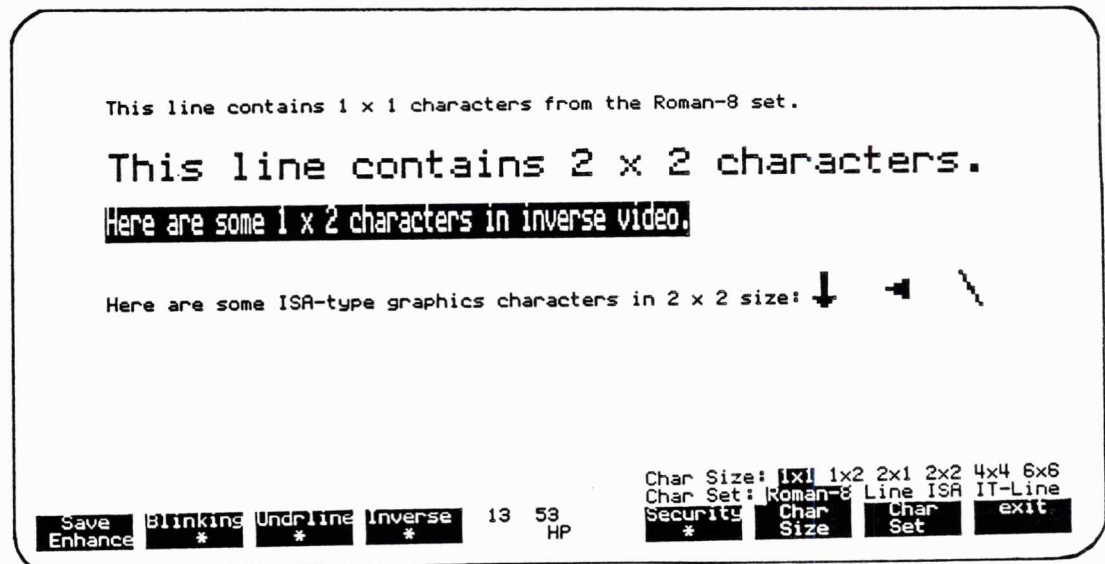 This line contains 1 x 1 characters from the Roman-8 set.
This line contains 2 x 2 characters.
Here are some 1 x 2 characters in inverse video.
Here are some ISA-type graphics characters in 2 x 2 size:
Char Size: 1x1 1x2 2x1 2x2 4x4 6x6
Char Set: Roman-8 Line ISA IT-Line
Save Blinking Undrline Inverse 13 53 Security Char Char exit
Enhance * * * HP * Size Set